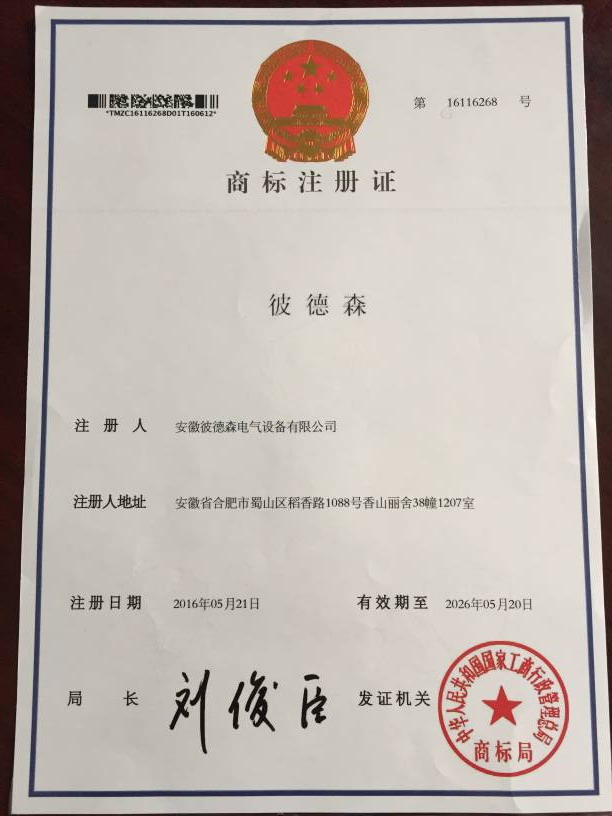 *TMZC16116268D01T160612*
第 16116268 号
商标注册证
彼德森
注册人 安徽彼德森电气设备有限公司
注册人地址 安徽省合肥市蜀山区稻香路1088号香山丽舍38幢1207室
注册日期 2016年05月21日 有效期至 2026年05月20日
局长 刘俊臣 发证机关
中华人民共和国国家工商行政管理总局
商标局